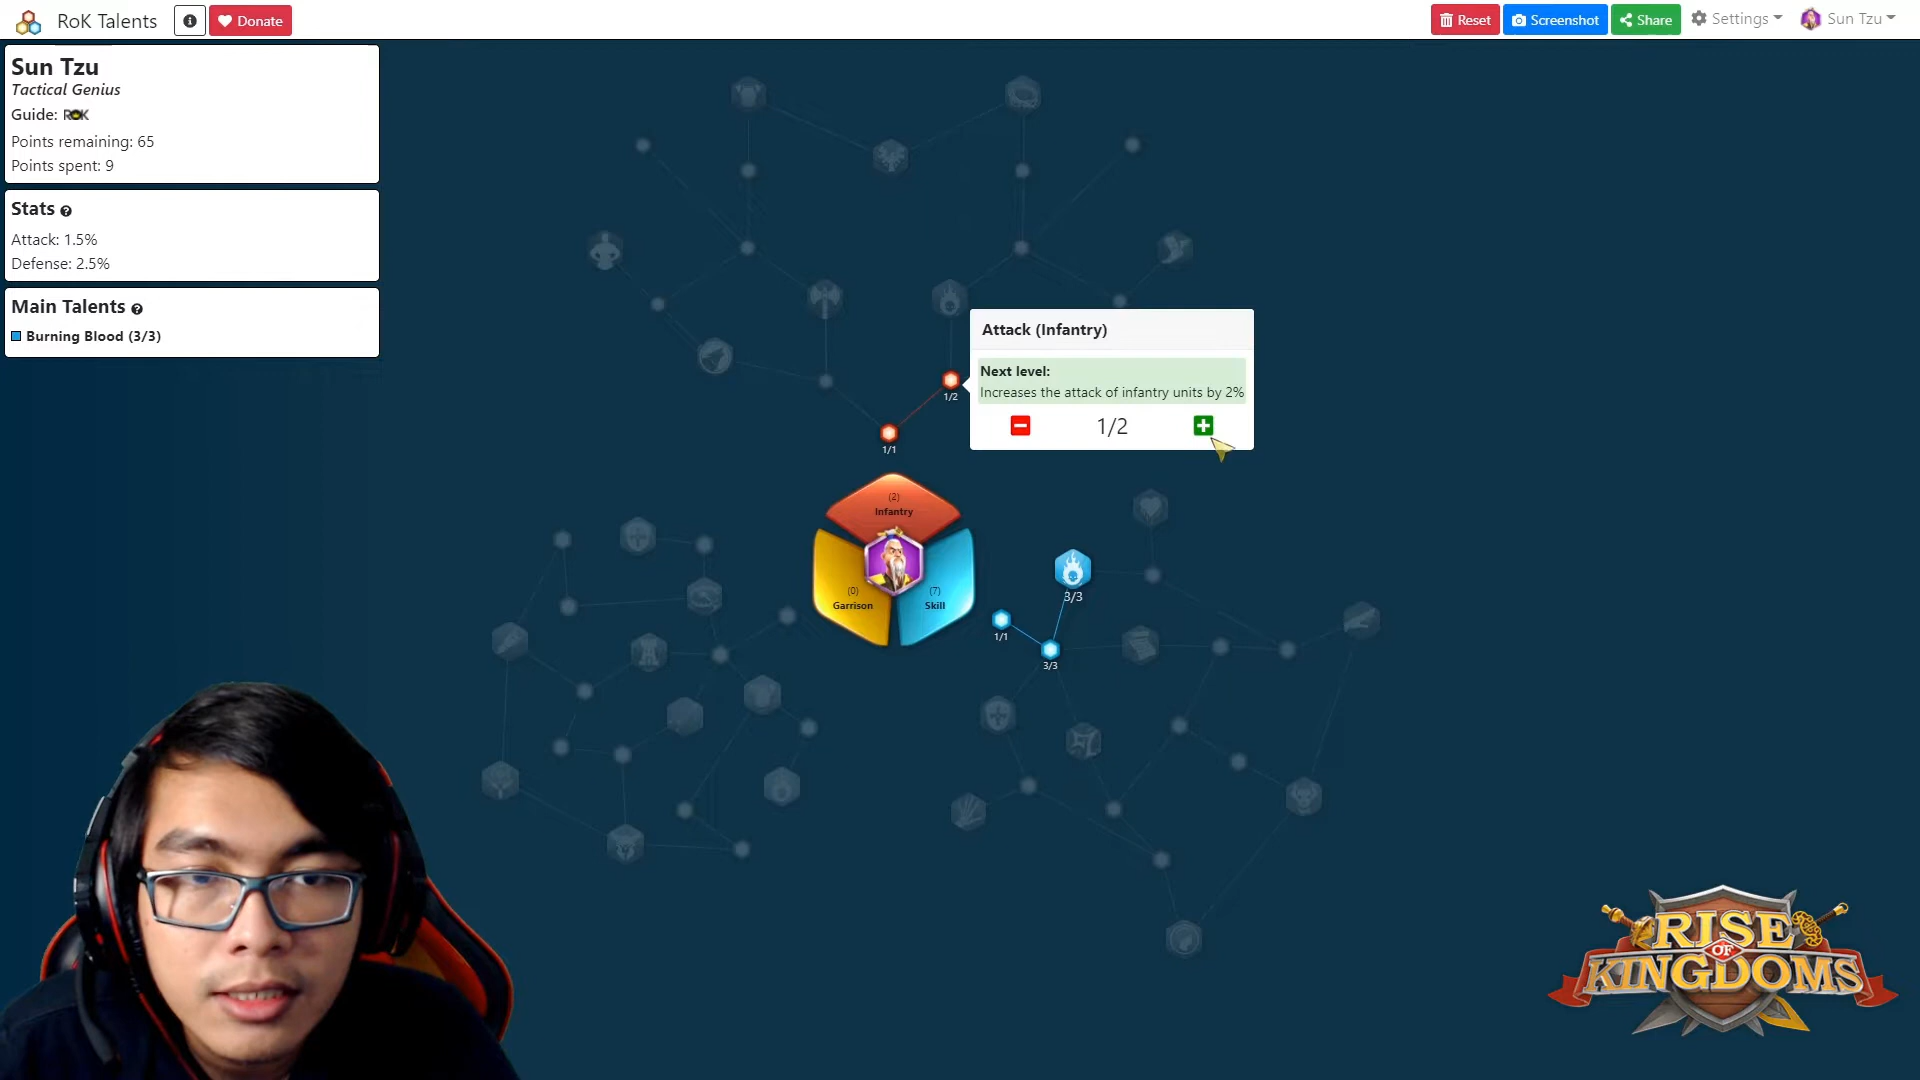 RoK Talents
Donate
Reset
Screenshot
Share
Settings
Sun Tzu
Sun Tzu
Tactical Genius
Guide: ROK
Points remaining: 65
Points spent: 9
Stats
Attack: 1.5%
Defense: 2.5%
Main Talents
Burning Blood (3/3)
Attack (Infantry)
Next level:
Increases the attack of infantry units by 2%
1/2
1/2
1/1
(2)
Infantry
(0)
Garrison
(7)
Skill
3/3
1/1
3/3
RISE
OF
KINGDOMS